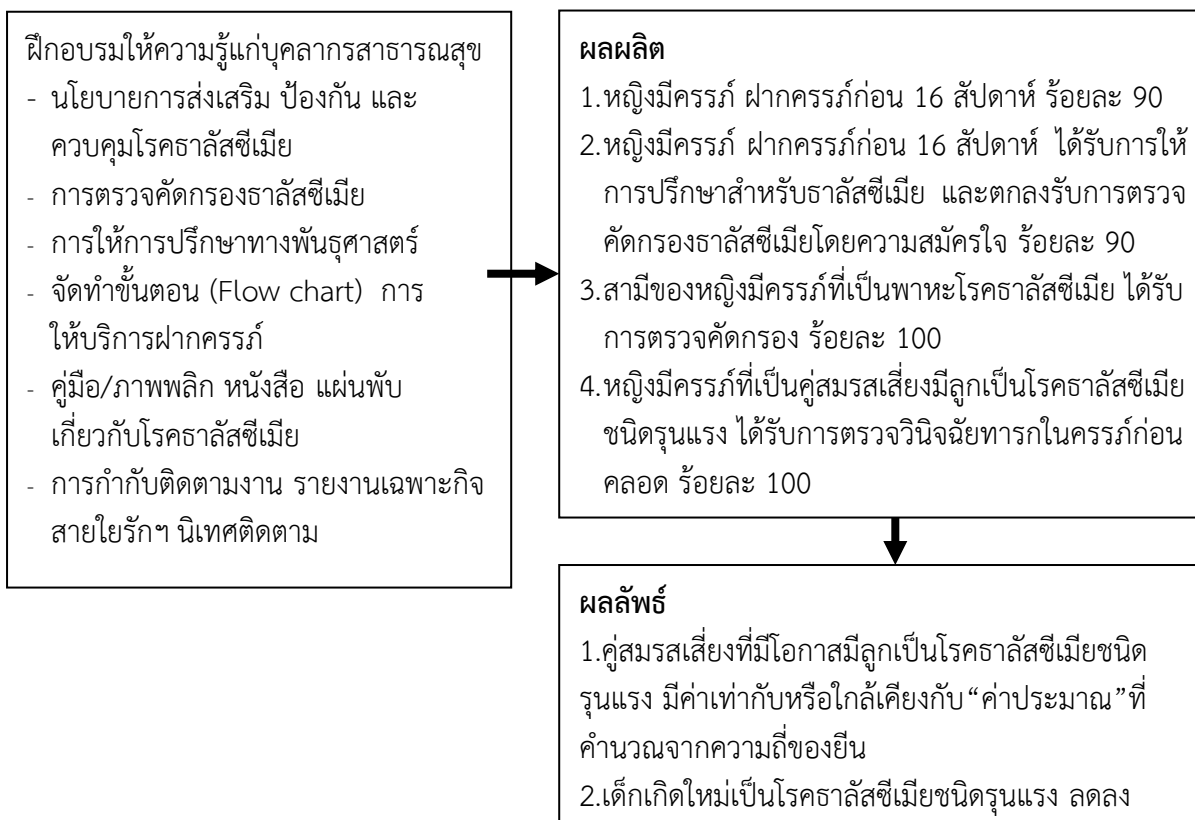 ฝึกอบรมให้ความรู้แก่บุคลากรสาธารณสุข
- นโยบายการส่งเสริม ป้องกัน และ
ควบคุมโรคธาลัสซีเมีย
- การตรวจคัดกรองธาลัสซีเมีย
- การให้การปรึกษาทางพันธุศาสตร์
- จัดทำขั้นตอน (Flow chart) การ
ให้บริการฝากครรภ์
- คู่มือ/ภาพพลิก หนังสือ แผ่นพับ
เกี่ยวกับโรคธาลัสซีเมีย
- การกำกับติดตามงาน รายงานเฉพาะกิจ
สายใยรักฯ นิเทศติดตาม
ผลผลิต
1.หญิงมีครรภ์ ฝากครรภ์ก่อน 16 สัปดาห์ ร้อยละ 90
2.หญิงมีครรภ์ ฝากครรภ์ก่อน 16 สัปดาห์ ได้รับการให้
การปรึกษาสำหรับธาลัสซีเมีย และตกลงรับการตรวจ
คัดกรองธาลัสซีเมียโดยความสมัครใจ ร้อยละ 90
3.สามีของหญิงมีครรภ์ที่เป็นพาหะโรคธาลัสซีเมีย ได้รับ
การตรวจคัดกรอง ร้อยละ 100
4.หญิงมีครรภ์ที่เป็นคู่สมรสเสี่ยงมีลูกเป็นโรคธาลัสซีเมีย
ชนิดรุนแรง ได้รับการตรวจวินิจฉัยทารกในครรภ์ก่อน
คลอด ร้อยละ 100
ผลลัพธ์
1.คู่สมรสเสี่ยงที่มีโอกาสมีลูกเป็นโรคธาลัสซีเมียชนิด
รุนแรง มีค่าเท่ากับหรือใกล้เคียงกับ“ค่าประมาณ”ที่
คำนวณจากความถี่ของยีน
2.เด็กเกิดใหม่เป็นโรคธาลัสซีเมียชนิดรุนแรง ลดลง